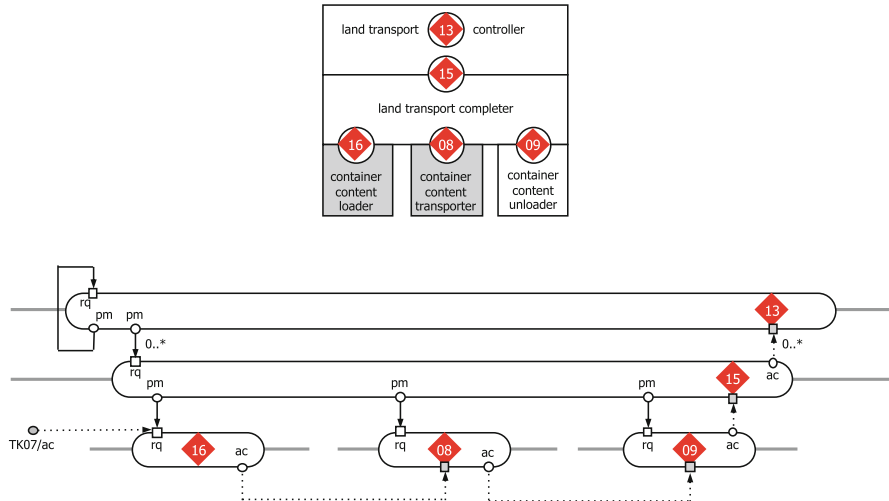 land transport 13 controller
15
land transport completer
16 08 09
container container container
content content content
loader transporter unloader
rq
pm pm 13
0..* 0..*
rq ac
pm pm pm 15
TK07/ac rq 16 ac rq 08 ac rq 09 ac